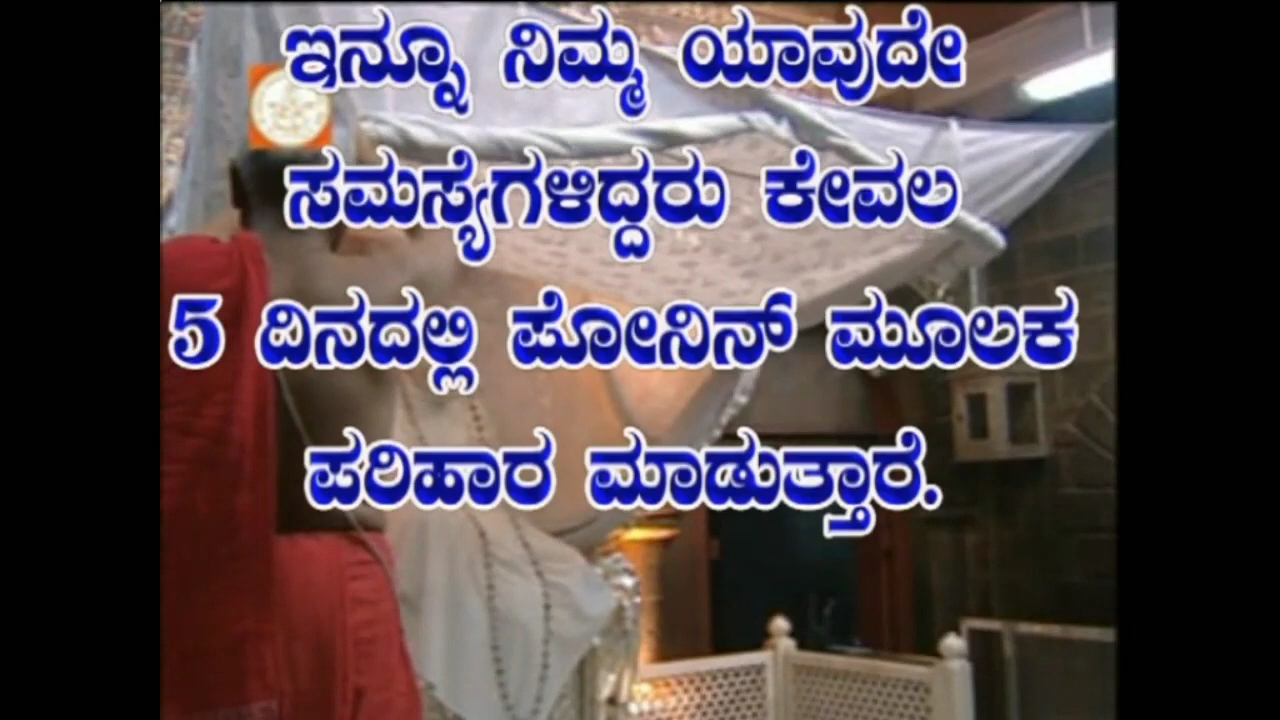 ಇನ್ನೂ ನಿಮ್ಮ ಯಾವುದೇ
ಸಮಸ್ಯೆಗಳಿದ್ದರು ಕೇವಲ
5 ದಿನದಲ್ಲಿ ಪೋನಿನ್ ಮೂಲಕ
ಪರಿಹಾರ ಮಾಡುತ್ತಾರೆ.